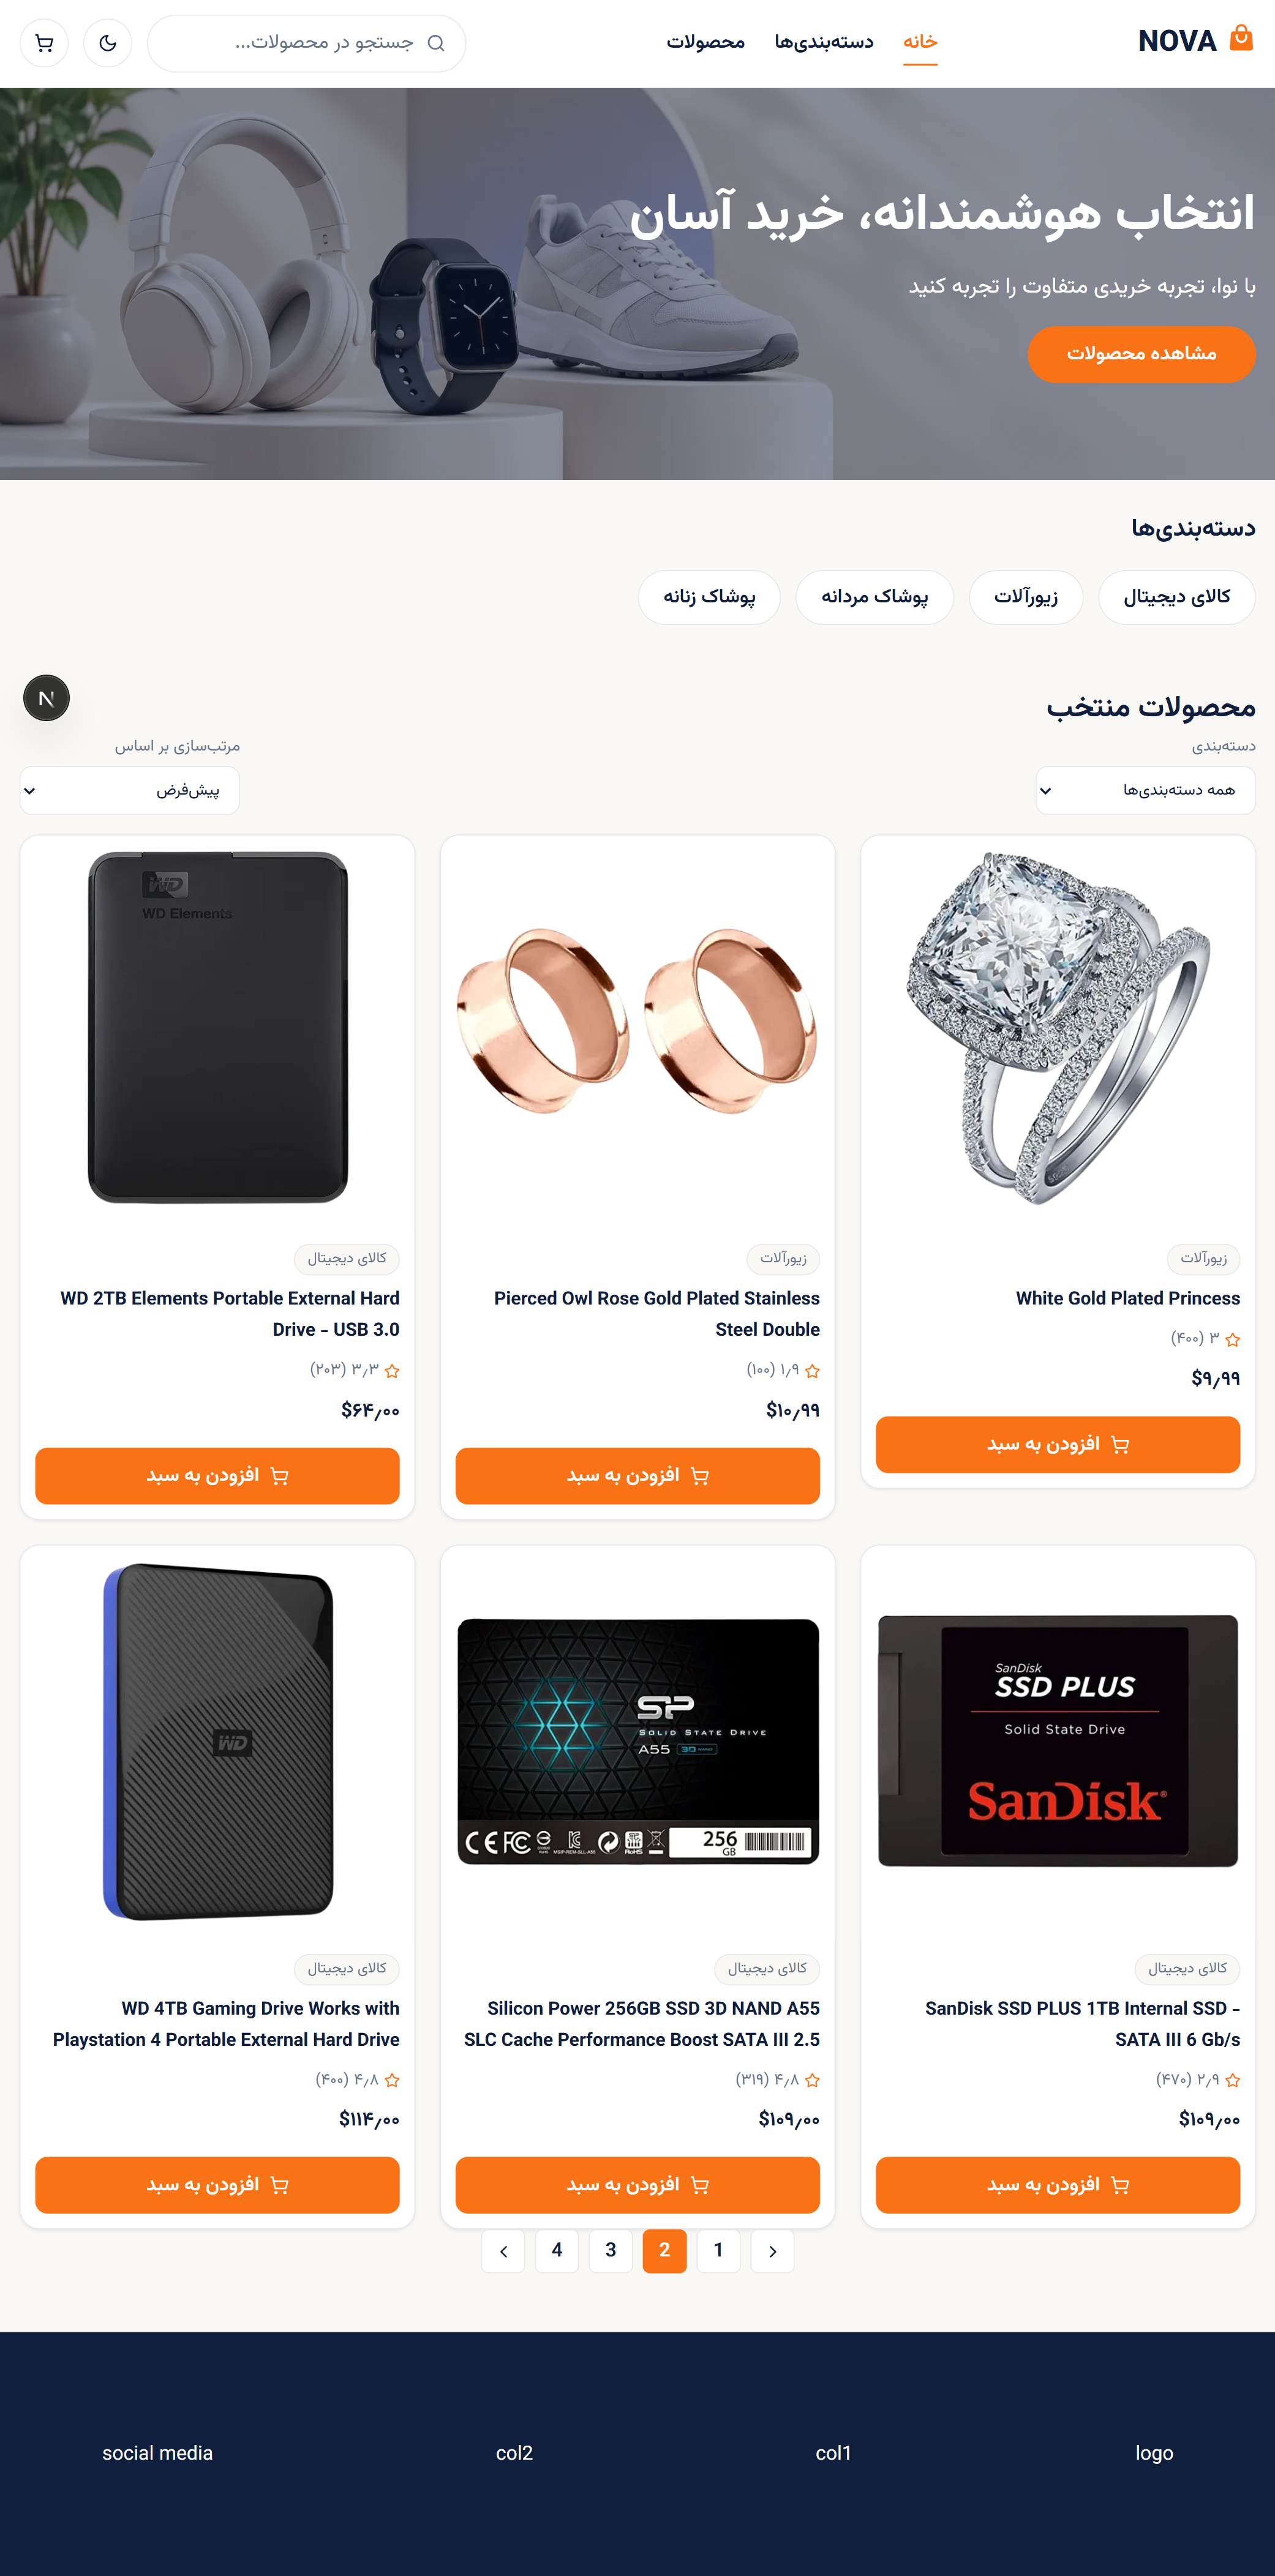 NOVA
خانه
دسته‌بندی‌ها
محصولات
جستجو در محصولات...
انتخاب هوشمندانه، خرید آسان
با نوا، تجربه خریدی متفاوت را تجربه کنید
مشاهده محصولات
دسته‌بندی‌ها
کالای دیجیتال
زیورآلات
پوشاک مردانه
پوشاک زنانه
N
محصولات منتخب
دسته‌بندی
مرتب‌سازی بر اساس
همه دسته‌بندی‌ها
پیش‌فرض
زیورآلات
White Gold Plated Princess
۳ (۴۰۰)
$۹٫۹۹
افزودن به سبد
زیورآلات
Pierced Owl Rose Gold Plated Stainless
Steel Double
۱٫۹ (۱۰۰)
$۱۰٫۹۹
افزودن به سبد
WD
WD Elements
کالای دیجیتال
WD 2TB Elements Portable External Hard
Drive - USB 3.0
۳٫۳ (۲۰۳)
$۶۴٫۰۰
افزودن به سبد
SanDisk
SSD PLUS
Solid State Drive
SanDisk
کالای دیجیتال
SanDisk SSD PLUS 1TB Internal SSD -
SATA III 6 Gb/s
۲٫۹ (۴۷۰)
$۱۰۹٫۰۰
افزودن به سبد
SP
SOLID STATE DRIVE
A55 3D
CE FC
256
GB
کالای دیجیتال
Silicon Power 256GB SSD 3D NAND A55
SLC Cache Performance Boost SATA III 2.5
۴٫۸ (۳۱۹)
$۱۰۹٫۰۰
افزودن به سبد
WD
کالای دیجیتال
WD 4TB Gaming Drive Works with
Playstation 4 Portable External Hard Drive
۴٫۸ (۴۰۰)
$۱۱۴٫۰۰
افزودن به سبد
1
2
3
4
logo
col1
col2
social media